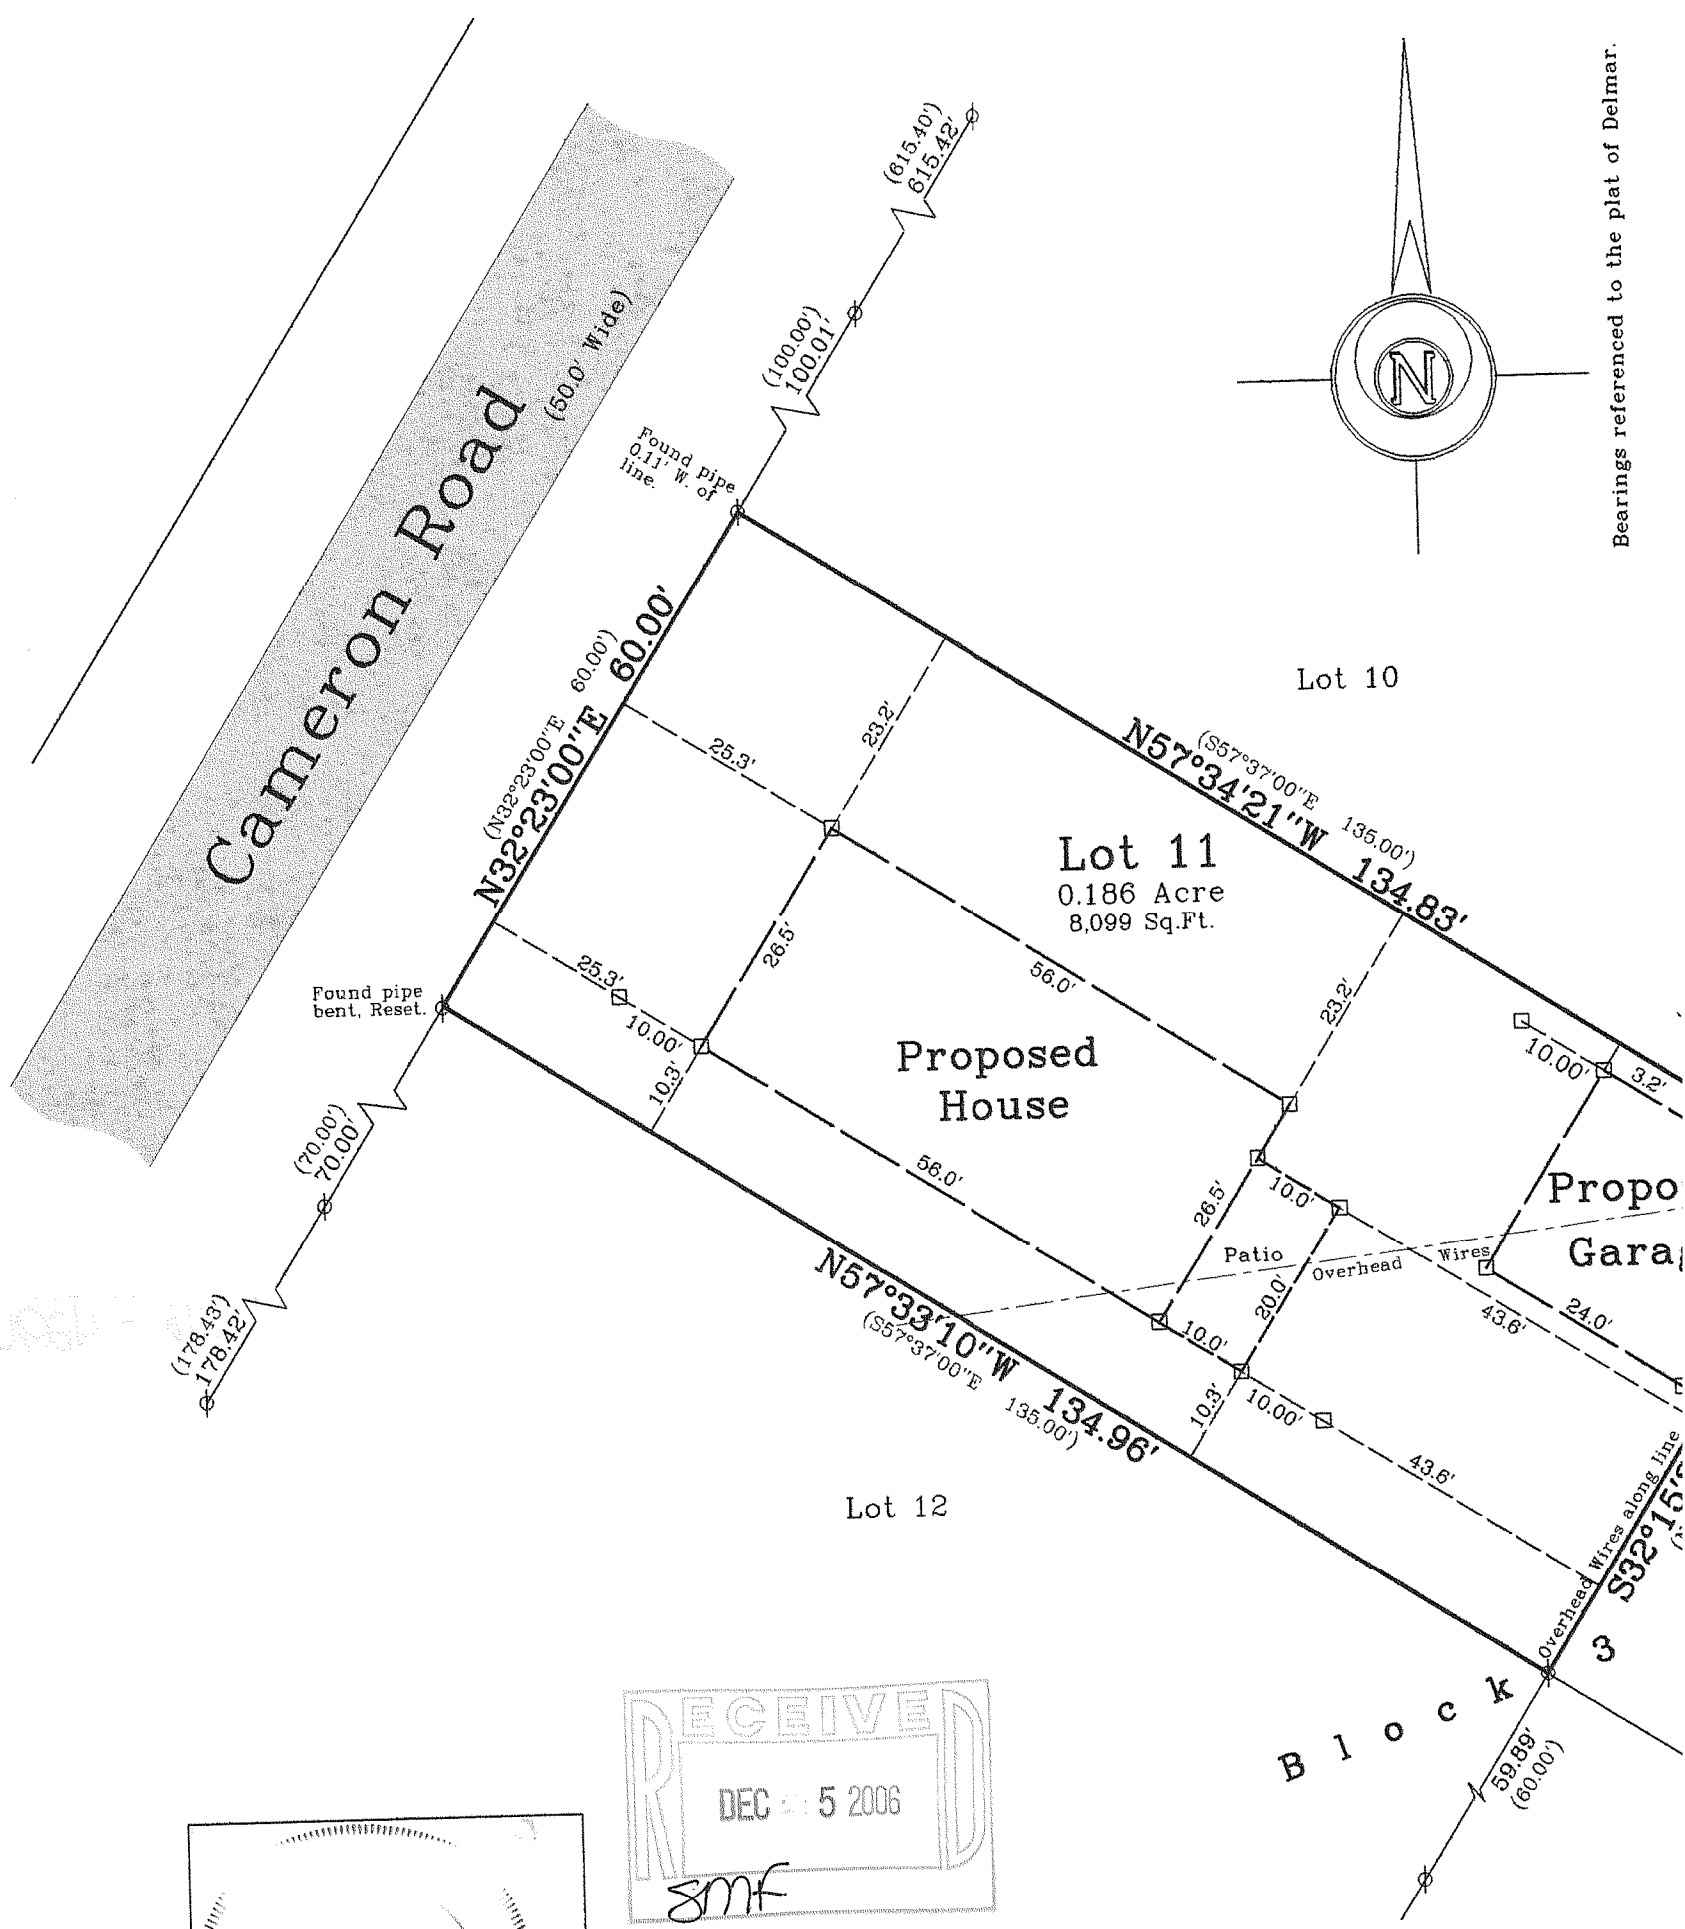 Bearings referenced to the plat of Delmar.
N
(615.40')
615.42'
(100.00')
100.01'
Cameron Road
(50.0' Wide)
Found pipe
0.11' W. of
line.
(N32°23'00"E 60.00')
N32°23'00"E 60.00'
Lot 10
N57°34'21"W 134.83'
(S57°37'00"E 135.00')
23.2'
25.3'
Lot 11
0.186 Acre
8,099 Sq.Ft.
26.5'
56.0'
23.2'
Found pipe
bent, Reset.
25.3'
10.00'
10.3'
Proposed
House
10.00'
3.2'
56.0'
26.5'
10.0'
Propo
Garag
Patio
Overhead Wires
20.0'
43.6'
24.0'
(70.00')
70.00'
(178.43')
178.42'
N57°33'10"W 134.96'
(S57°37'00"E 135.00')
10.0'
10.3'
10.00'
43.6'
Lot 12
Overhead Wires along line
S32°15'
Block 3
59.89'
(60.00')
RECEIVED
DEC - 5 2006
smf